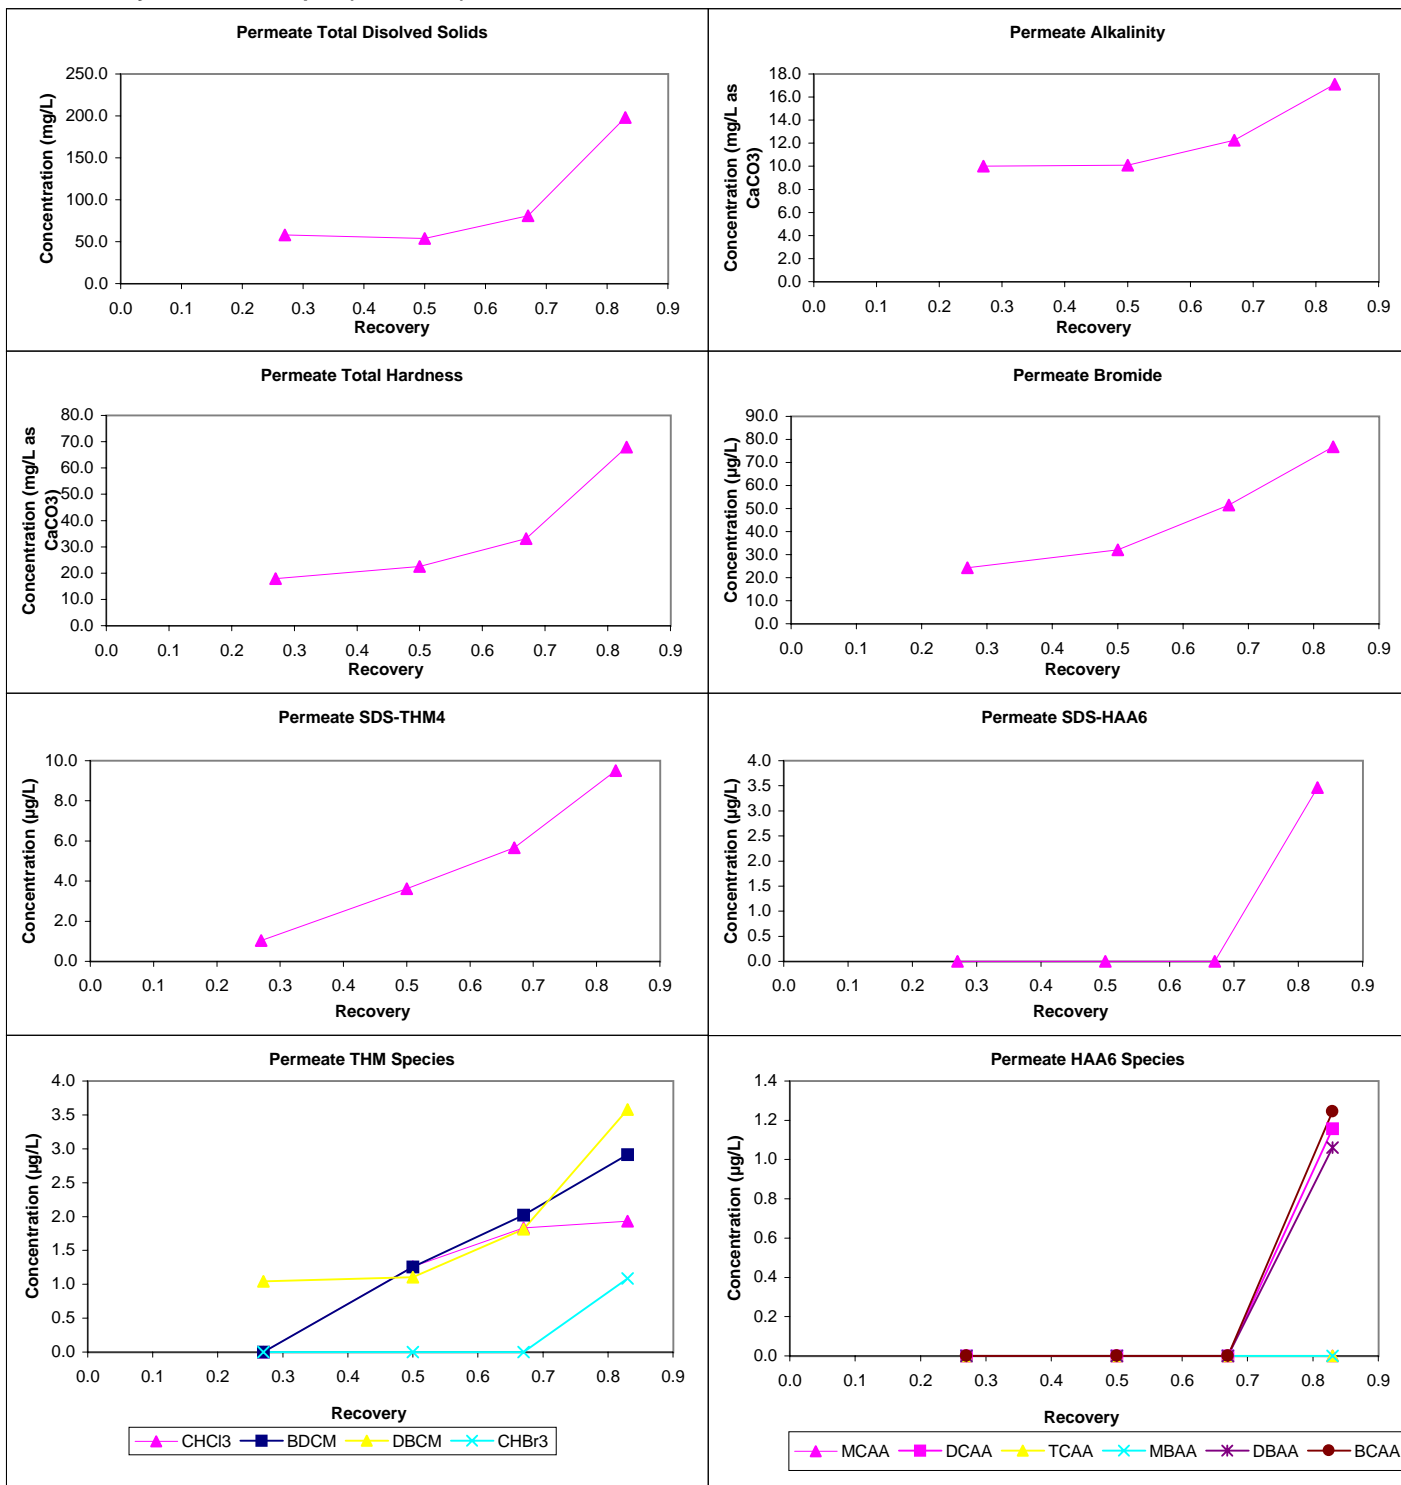 Permeate Total Disolved Solids
Concentration (mg/L)
250.0
200.0
150.0
100.0
50.0
0.0
0.0 0.1 0.2 0.3 0.4 0.5 0.6 0.7 0.8 0.9
Recovery
Permeate Alkalinity
Concentration (mg/L as
CaCO3)
18.0
16.0
14.0
12.0
10.0
8.0
6.0
4.0
2.0
0.0
0.0 0.1 0.2 0.3 0.4 0.5 0.6 0.7 0.8 0.9
Recovery
Permeate Total Hardness
Concentration (mg/L as
CaCO3)
80.0
70.0
60.0
50.0
40.0
30.0
20.0
10.0
0.0
0.0 0.1 0.2 0.3 0.4 0.5 0.6 0.7 0.8 0.9
Recovery
Permeate Bromide
Concentration (µg/L)
90.0
80.0
70.0
60.0
50.0
40.0
30.0
20.0
10.0
0.0
0.0 0.1 0.2 0.3 0.4 0.5 0.6 0.7 0.8 0.9
Recovery
Permeate SDS-THM4
Concentration (µg/L)
10.0
8.0
6.0
4.0
2.0
0.0
0.0 0.1 0.2 0.3 0.4 0.5 0.6 0.7 0.8 0.9
Recovery
Permeate SDS-HAA6
Concentration (µg/L)
4.0
3.5
3.0
2.5
2.0
1.5
1.0
0.5
0.0
0.0 0.1 0.2 0.3 0.4 0.5 0.6 0.7 0.8 0.9
Recovery
Permeate THM Species
Concentration (µg/L)
4.0
3.5
3.0
2.5
2.0
1.5
1.0
0.5
0.0
0.0 0.1 0.2 0.3 0.4 0.5 0.6 0.7 0.8 0.9
Recovery
CHCl3 BDCM DBCM CHBr3
Permeate HAA6 Species
Concentration (µg/L)
1.4
1.2
1.0
0.8
0.6
0.4
0.2
0.0
0.0 0.1 0.2 0.3 0.4 0.5 0.6 0.7 0.8 0.9
Recovery
MCAA DCAA TCAA MBAA DBAA BCAA